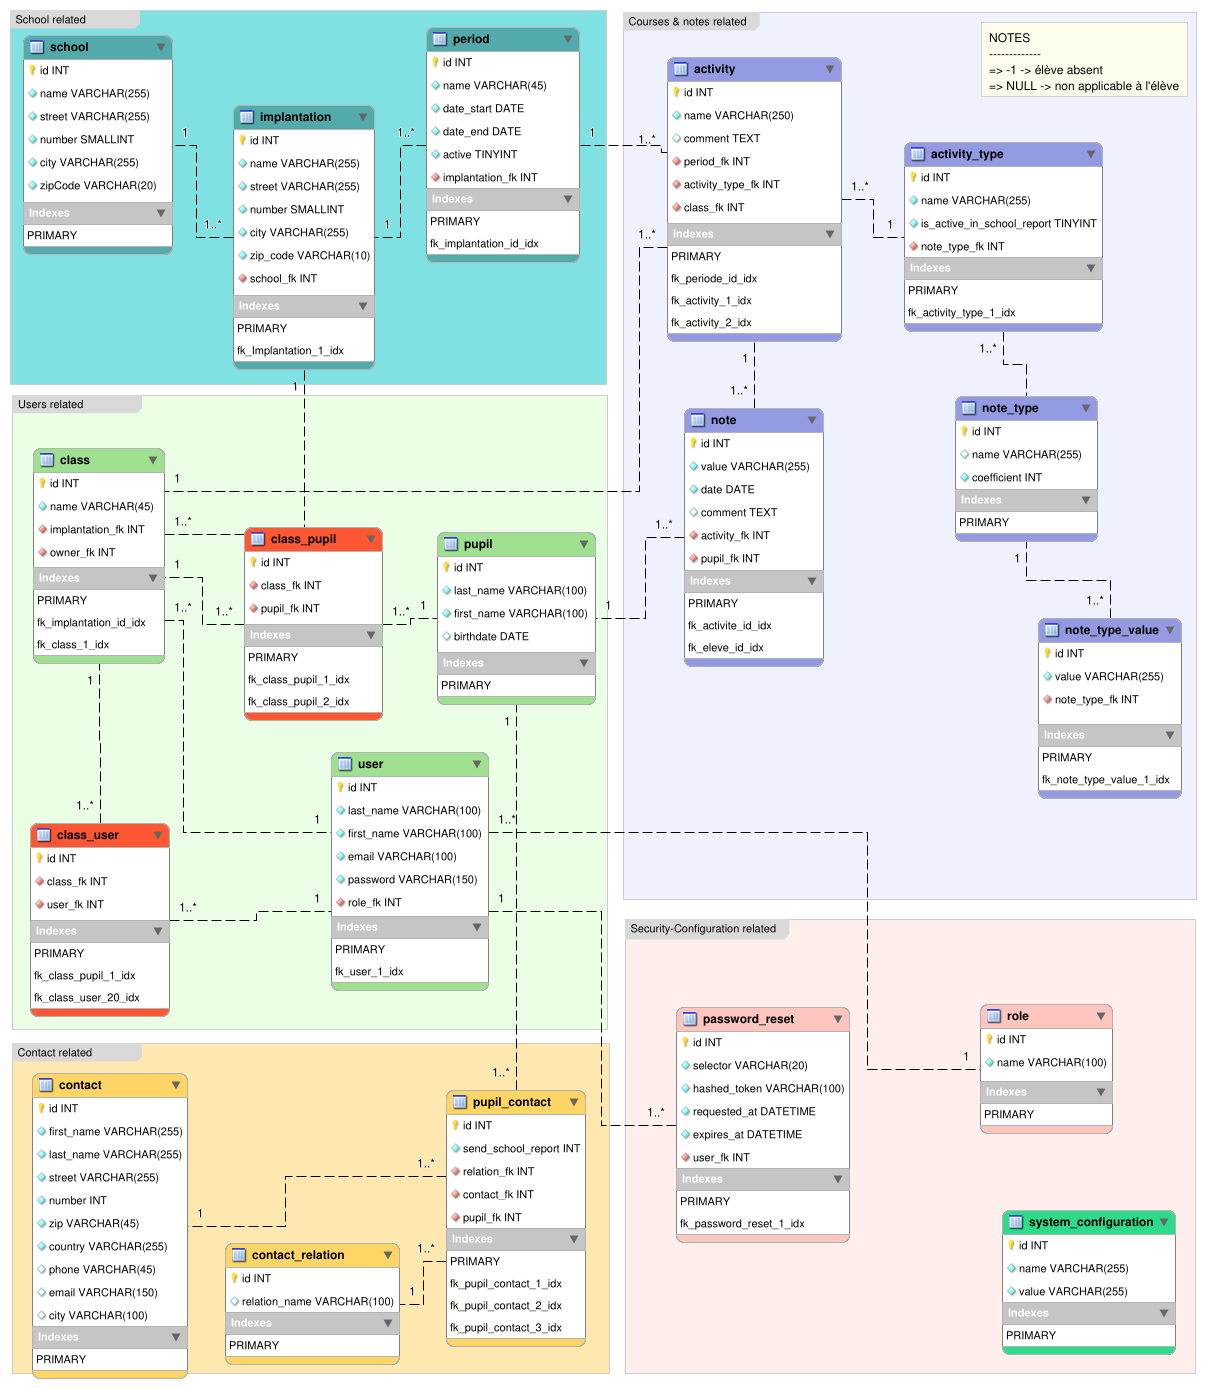 School related
school
id INT
name VARCHAR(255)
street VARCHAR(255)
number SMALLINT
city VARCHAR(255)
zipCode VARCHAR(20)
Indexes
PRIMARY
1
1..*
implantation
id INT
name VARCHAR(255)
street VARCHAR(255)
number SMALLINT
city VARCHAR(255)
zip_code VARCHAR(10)
school_fk INT
Indexes
PRIMARY
fk_Implantation_1_idx
1
1..*
1
period
id INT
name VARCHAR(45)
date_start DATE
date_end DATE
active TINYINT
implantation_fk INT
Indexes
PRIMARY
fk_implantation_id_idx
1
1..*
Courses & notes related
NOTES
-------------
=> -1 -> élève absent
=> NULL -> non applicable à l'élève
activity
id INT
name VARCHAR(250)
comment TEXT
period_fk INT
activity_type_fk INT
class_fk INT
Indexes
PRIMARY
fk_periode_id_idx
fk_activity_1_idx
fk_activity_2_idx
1..*
1..*
1
1
1..*
activity_type
id INT
name VARCHAR(255)
is_active_in_school_report TINYINT
note_type_fk INT
Indexes
PRIMARY
fk_activity_type_1_idx
1..*
note_type
id INT
name VARCHAR(255)
coefficient INT
Indexes
PRIMARY
1
1..*
note
id INT
value VARCHAR(255)
date DATE
comment TEXT
activity_fk INT
pupil_fk INT
Indexes
PRIMARY
fk_activite_id_idx
fk_eleve_id_idx
1..*
note_type_value
id INT
value VARCHAR(255)
note_type_fk INT
Indexes
PRIMARY
fk_note_type_value_1_idx
Users related
class
id INT
name VARCHAR(45)
implantation_fk INT
owner_fk INT
Indexes
PRIMARY
fk_implantation_id_idx
fk_class_1_idx
1
1..*
1
1..*
1..*
1
1..*
class_pupil
id INT
class_fk INT
pupil_fk INT
Indexes
PRIMARY
fk_class_pupil_1_idx
fk_class_pupil_2_idx
1..*
1
pupil
id INT
last_name VARCHAR(100)
first_name VARCHAR(100)
birthdate DATE
Indexes
PRIMARY
1
1
user
id INT
last_name VARCHAR(100)
first_name VARCHAR(100)
email VARCHAR(100)
password VARCHAR(150)
role_fk INT
Indexes
PRIMARY
fk_user_1_idx
1
1..*
1
1
class_user
id INT
class_fk INT
user_fk INT
Indexes
PRIMARY
fk_class_pupil_1_idx
fk_class_user_20_idx
1..*
Security-Configuration related
password_reset
id INT
selector VARCHAR(20)
hashed_token VARCHAR(100)
requested_at DATETIME
expires_at DATETIME
user_fk INT
Indexes
PRIMARY
fk_password_reset_1_idx
1..*
role
id INT
name VARCHAR(100)
Indexes
PRIMARY
1
system_configuration
id INT
name VARCHAR(255)
value VARCHAR(255)
Indexes
PRIMARY
Contact related
contact
id INT
first_name VARCHAR(255)
last_name VARCHAR(255)
street VARCHAR(255)
number INT
zip VARCHAR(45)
country VARCHAR(255)
phone VARCHAR(45)
email VARCHAR(150)
city VARCHAR(100)
Indexes
PRIMARY
1
contact_relation
id INT
relation_name VARCHAR(100)
Indexes
PRIMARY
1
1..*
1..*
1..*
pupil_contact
id INT
send_school_report INT
relation_fk INT
contact_fk INT
pupil_fk INT
Indexes
PRIMARY
fk_pupil_contact_1_idx
fk_pupil_contact_2_idx
fk_pupil_contact_3_idx